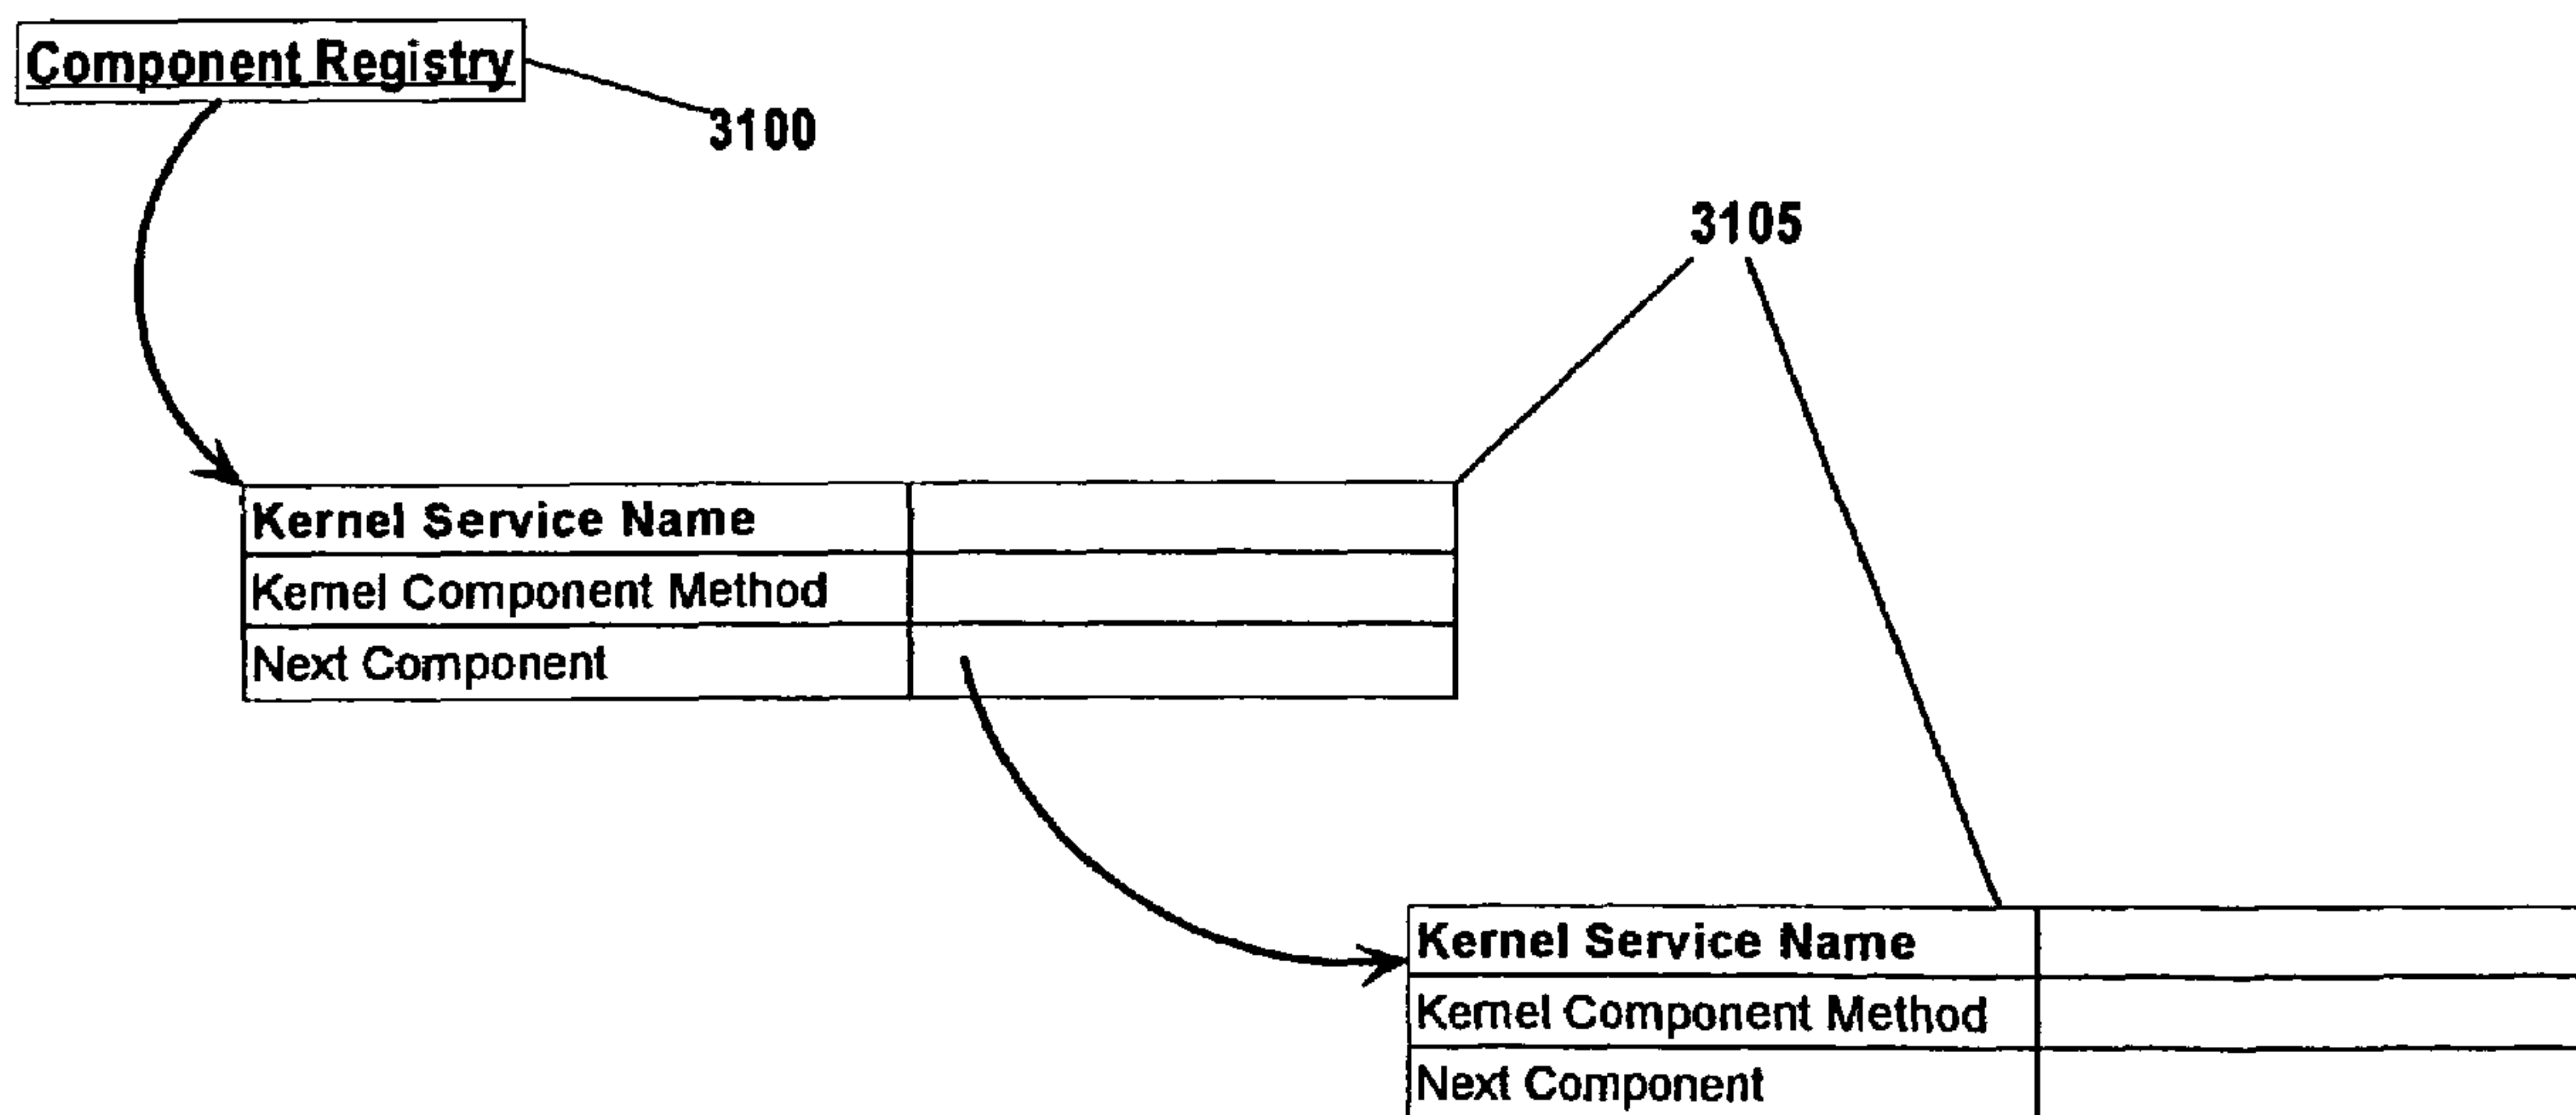 Component Registry
3100
3105
Kernel Service Name
Kernel Component Method
Next Component
Kernel Service Name
Kernel Component Method
Next Component